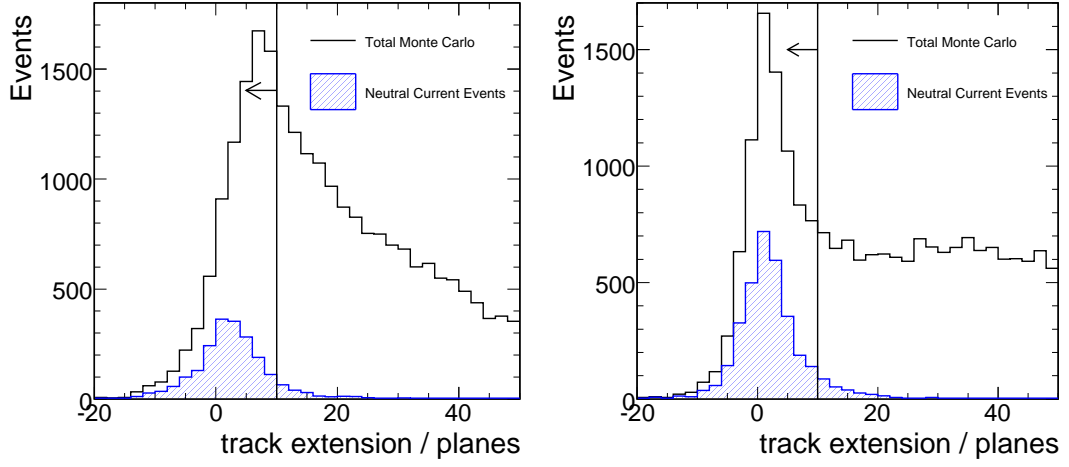 Events
1500
1000
500
0
-20 0 20 40
track extension / planes
Total Monte Carlo
Neutral Current Events
Events
1500
1000
500
0
-20 0 20 40
track extension / planes
Total Monte Carlo
Neutral Current Events